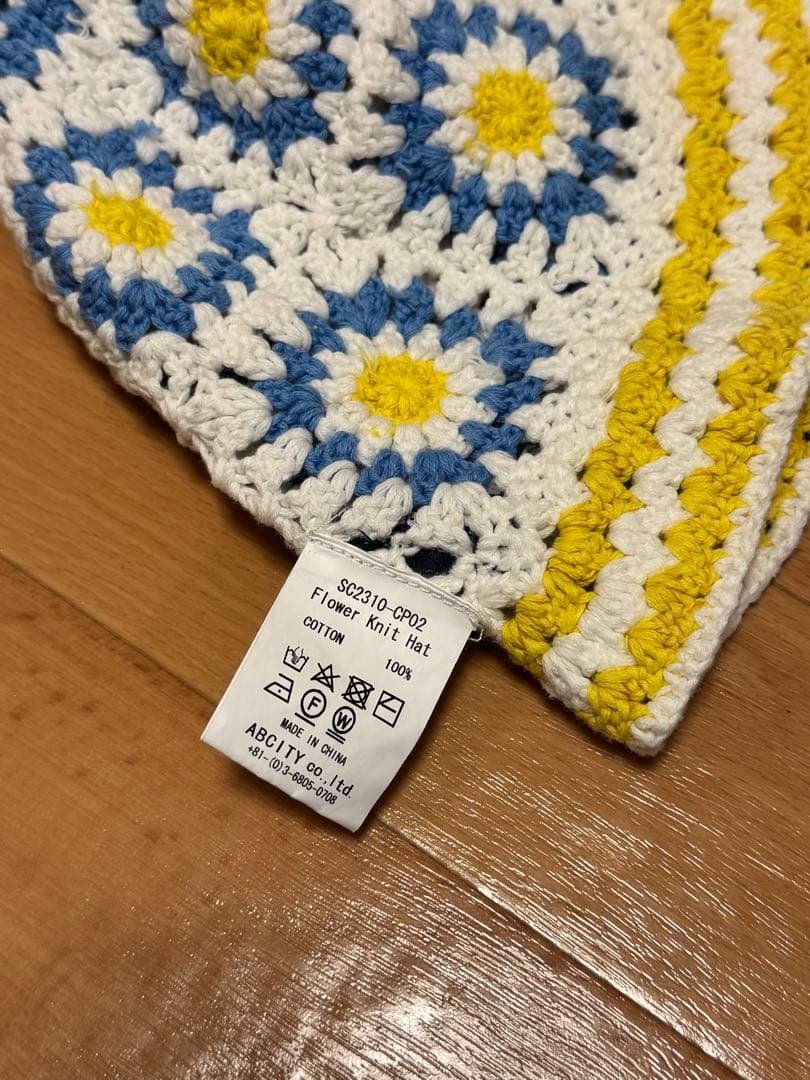 SC2310-CP02
Flower Knit Hat
COTTON 100%
F W
MADE IN CHINA
ABCITY co.,ltd.
+81-(0)3-6805-0708